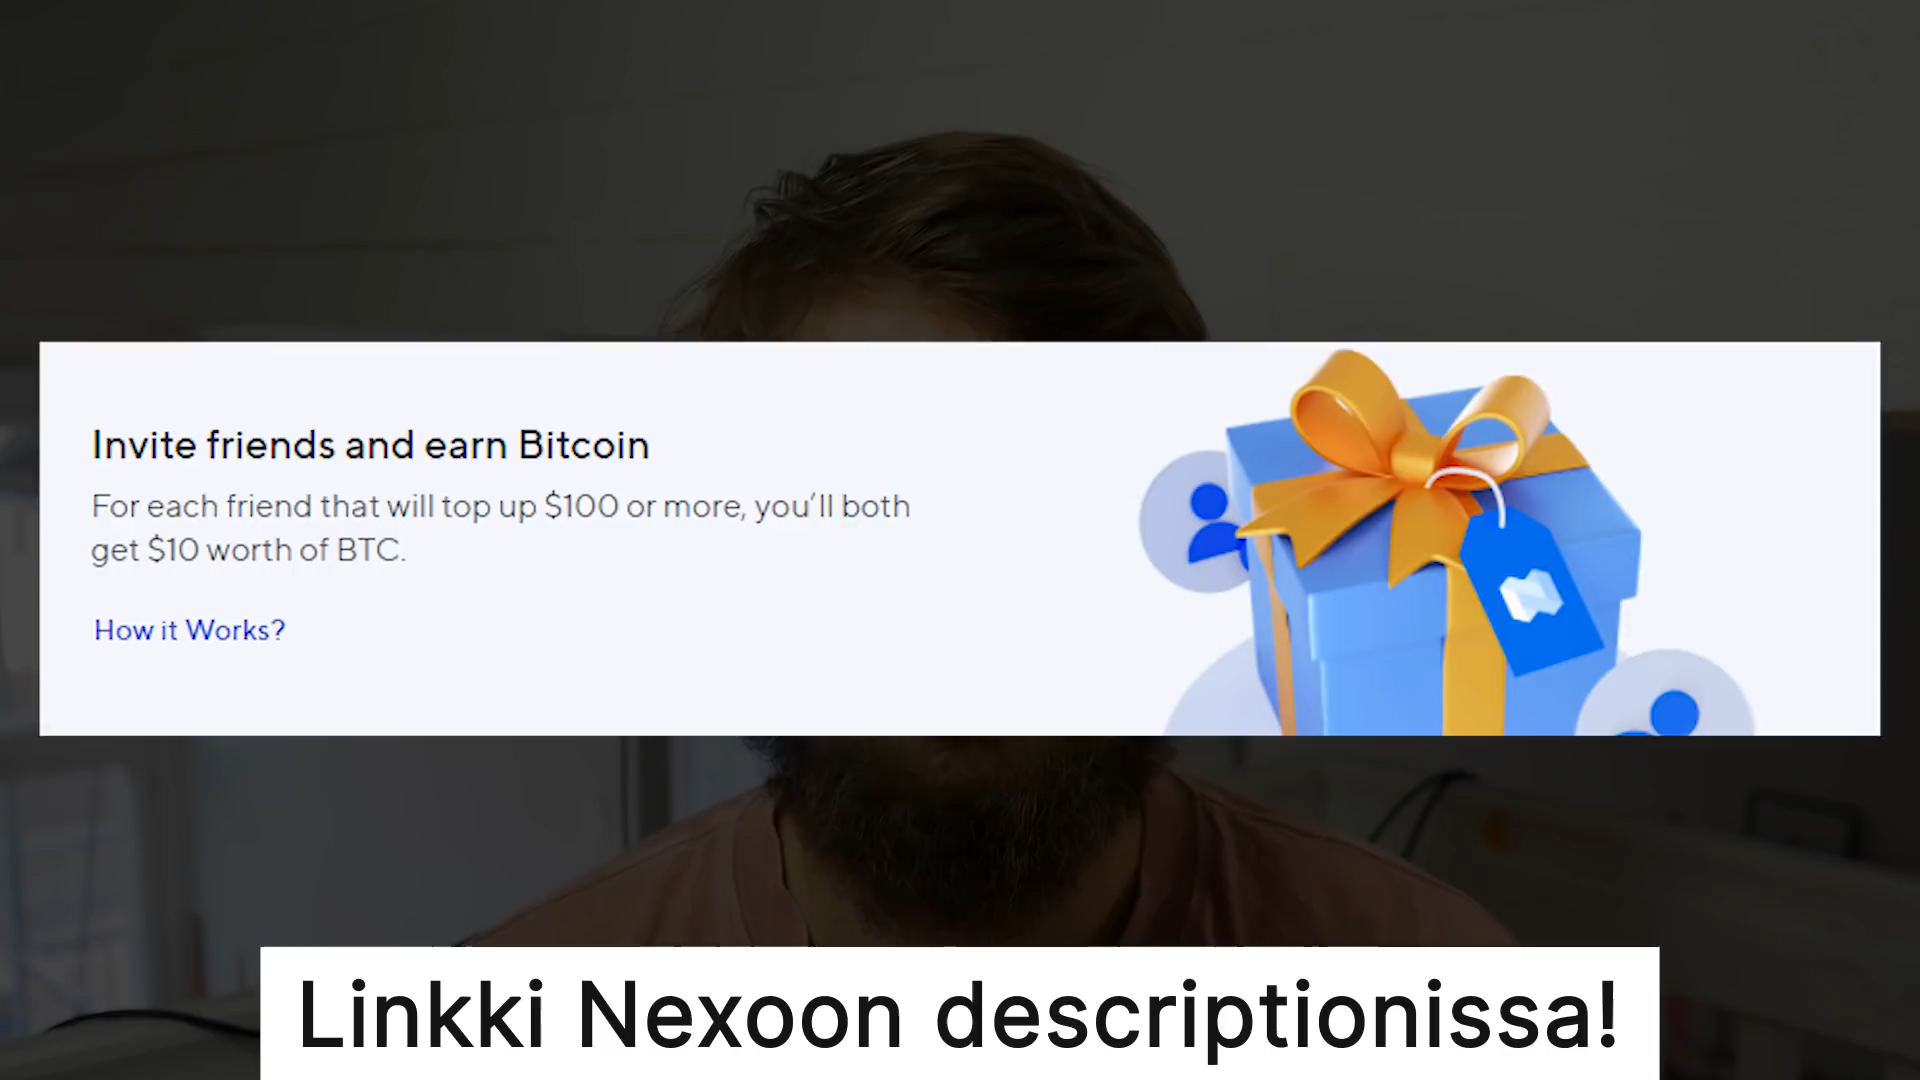 Invite friends and earn Bitcoin
For each friend that will top up $100 or more, you'll both
get $10 worth of BTC.
How it Works?
Linkki Nexoon descriptionissa!